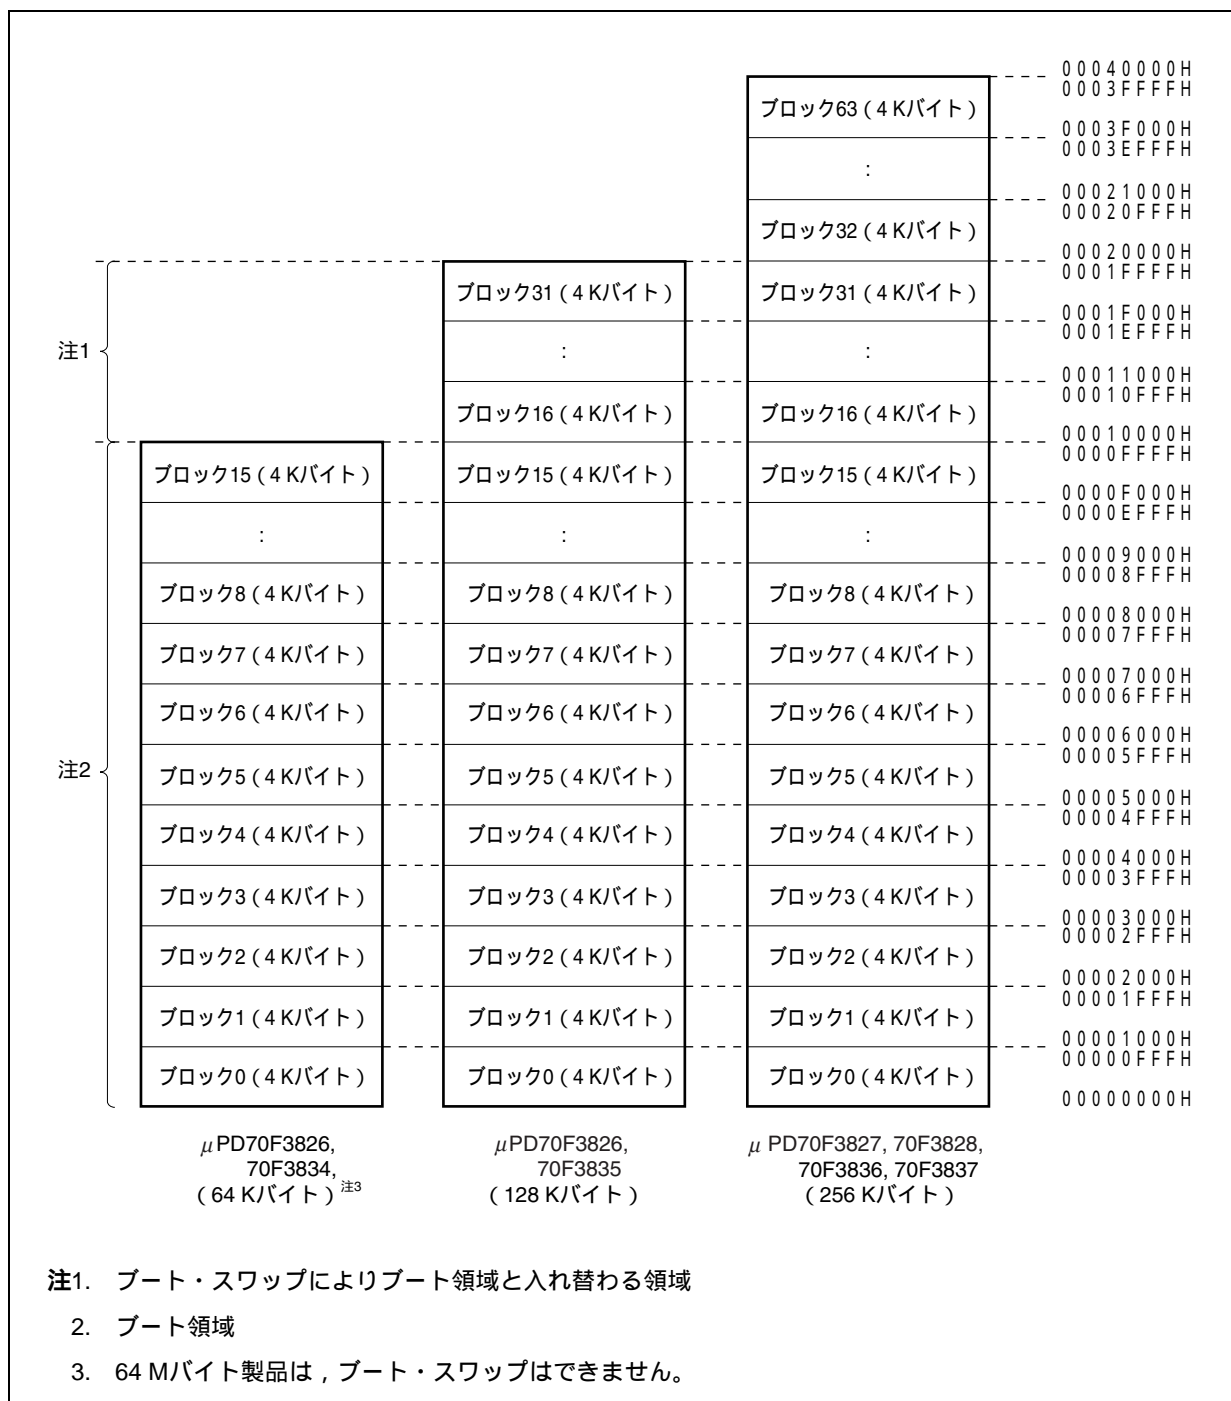 00040000H
0003FFFFH
ブロック63（4 Kバイト）
0003F000H
0003EFFFH
:
00021000H
00020FFFH
ブロック32（4 Kバイト）
00020000H
0001FFFFH
ブロック31（4 Kバイト） ブロック31（4 Kバイト）
0001F000H
0001EFFFH
注1 : :
00011000H
00010FFFH
ブロック16（4 Kバイト） ブロック16（4 Kバイト）
00010000H
0000FFFFH
ブロック15（4 Kバイト） ブロック15（4 Kバイト） ブロック15（4 Kバイト）
0000F000H
0000EFFFH
: : :
00009000H
00008FFFH
ブロック8（4 Kバイト） ブロック8（4 Kバイト） ブロック8（4 Kバイト）
00008000H
00007FFFH
ブロック7（4 Kバイト） ブロック7（4 Kバイト） ブロック7（4 Kバイト）
00007000H
00006FFFH
ブロック6（4 Kバイト） ブロック6（4 Kバイト） ブロック6（4 Kバイト）
00006000H
00005FFFH
注2 ブロック5（4 Kバイト） ブロック5（4 Kバイト） ブロック5（4 Kバイト）
00005000H
00004FFFH
ブロック4（4 Kバイト） ブロック4（4 Kバイト） ブロック4（4 Kバイト）
00004000H
00003FFFH
ブロック3（4 Kバイト） ブロック3（4 Kバイト） ブロック3（4 Kバイト）
00003000H
00002FFFH
ブロック2（4 Kバイト） ブロック2（4 Kバイト） ブロック2（4 Kバイト）
00002000H
00001FFFH
ブロック1（4 Kバイト） ブロック1（4 Kバイト） ブロック1（4 Kバイト）
00001000H
00000FFFH
ブロック0（4 Kバイト） ブロック0（4 Kバイト） ブロック0（4 Kバイト）
00000000H
μPD70F3826,
70F3834,
（64 Kバイト）注3
μPD70F3826,
70F3835
（128 Kバイト）
μ PD70F3827, 70F3828,
70F3836, 70F3837
（256 Kバイト）
注1. ブート・スワップによりブート領域と入れ替わる領域
2. ブート領域
3. 64 Mバイト製品は，ブート・スワップはできません。